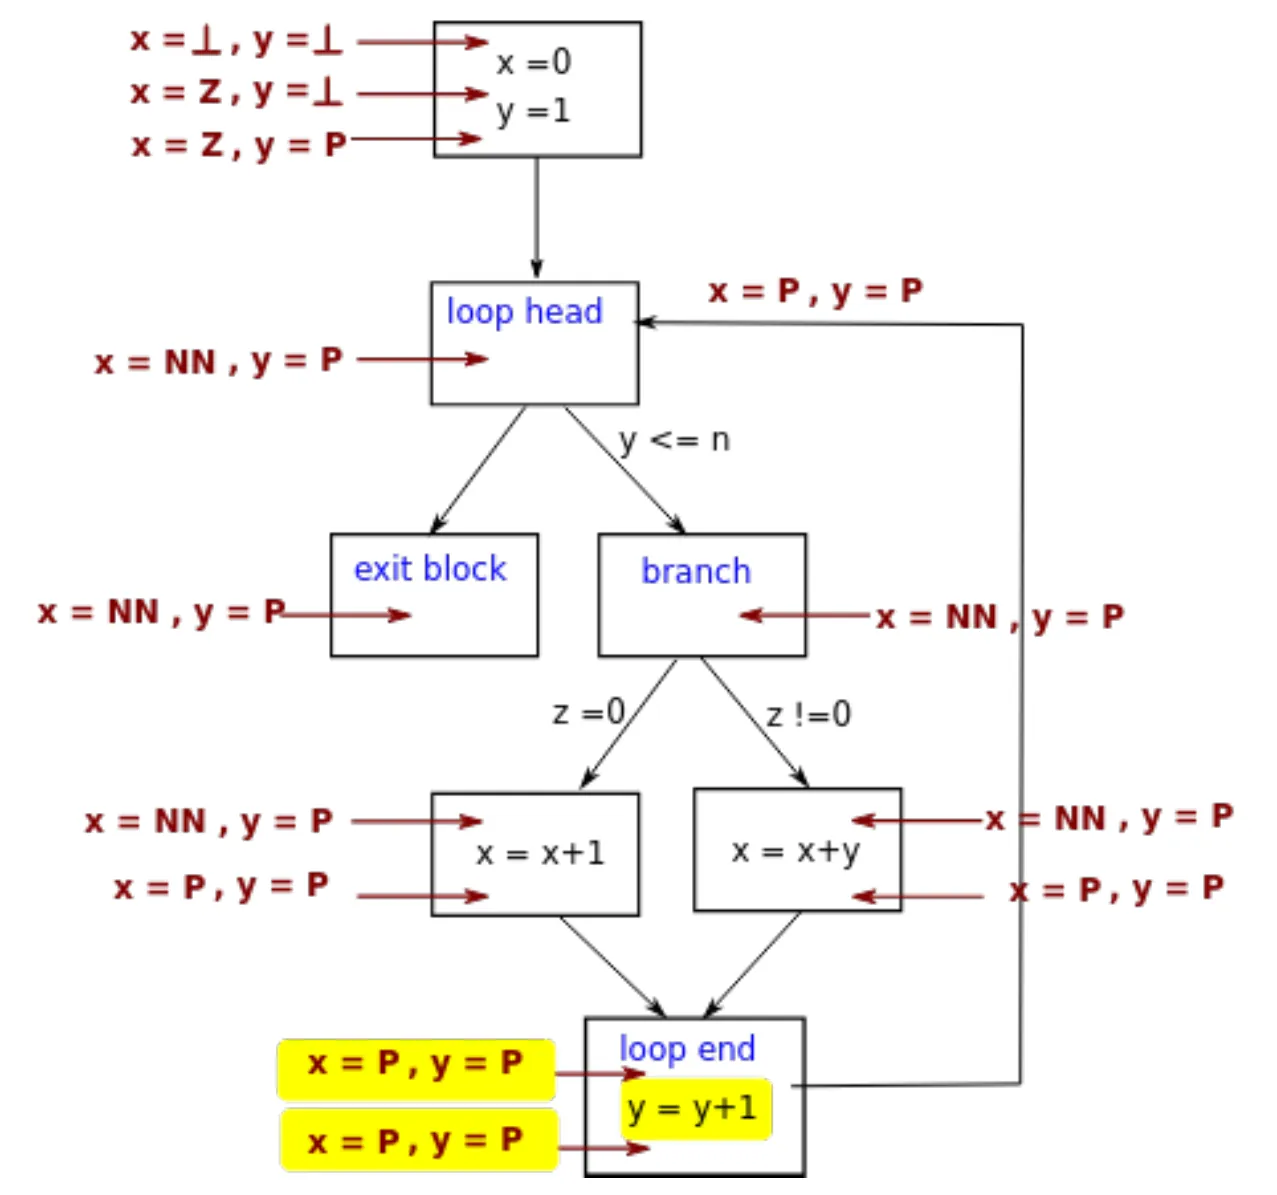 x =⊥, y =⊥
x =0
x = Z, y =⊥
y =1
x = Z, y = P
x = P, y = P
loop head
x = NN , y = P
y <= n
exit block
branch
x = NN , y = P
x = NN , y = P
z =0
z !=0
x = NN , y = P
x = NN , y = P
x = x+1
x = x+y
x = P, y = P
x = P, y = P
loop end
x = P, y = P
y = y+1
x = P, y = P